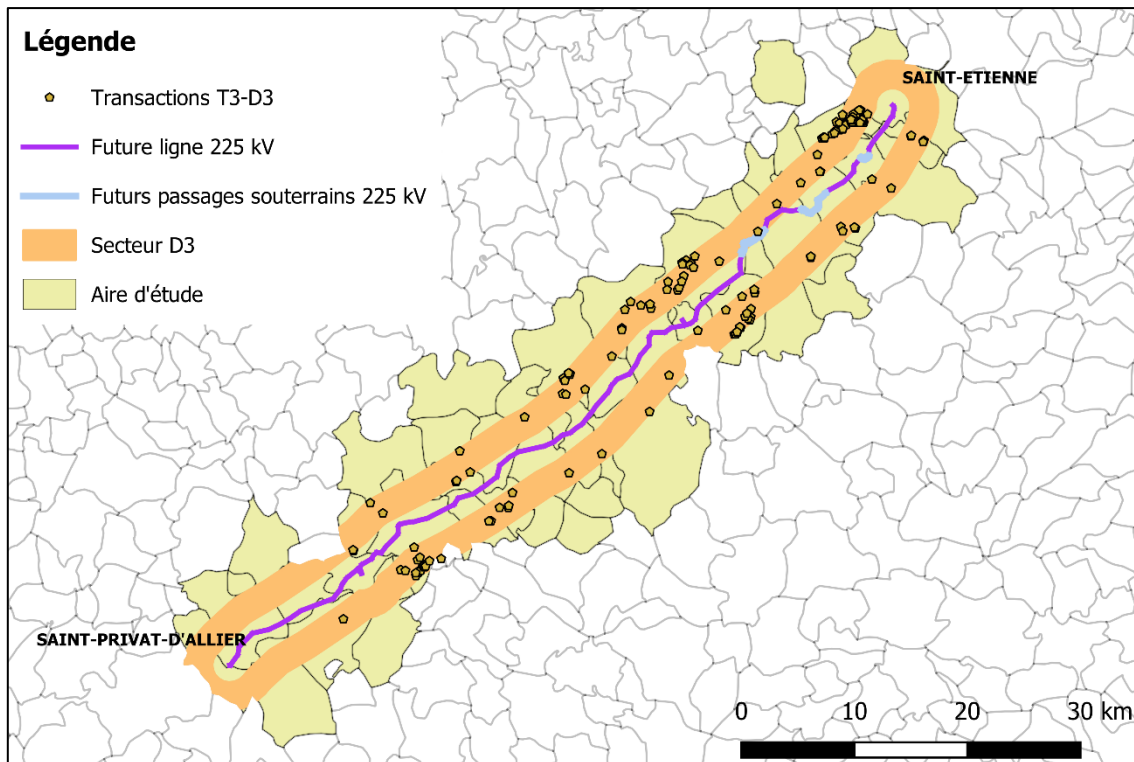 Légende
Transactions T3-D3
Future ligne 225 kV
Futurs passages souterrains 225 kV
Secteur D3
Aire d'étude
SAINT-ETIENNE
SAINT-PRIVAT-D'ALLIER
0 10 20 30 km